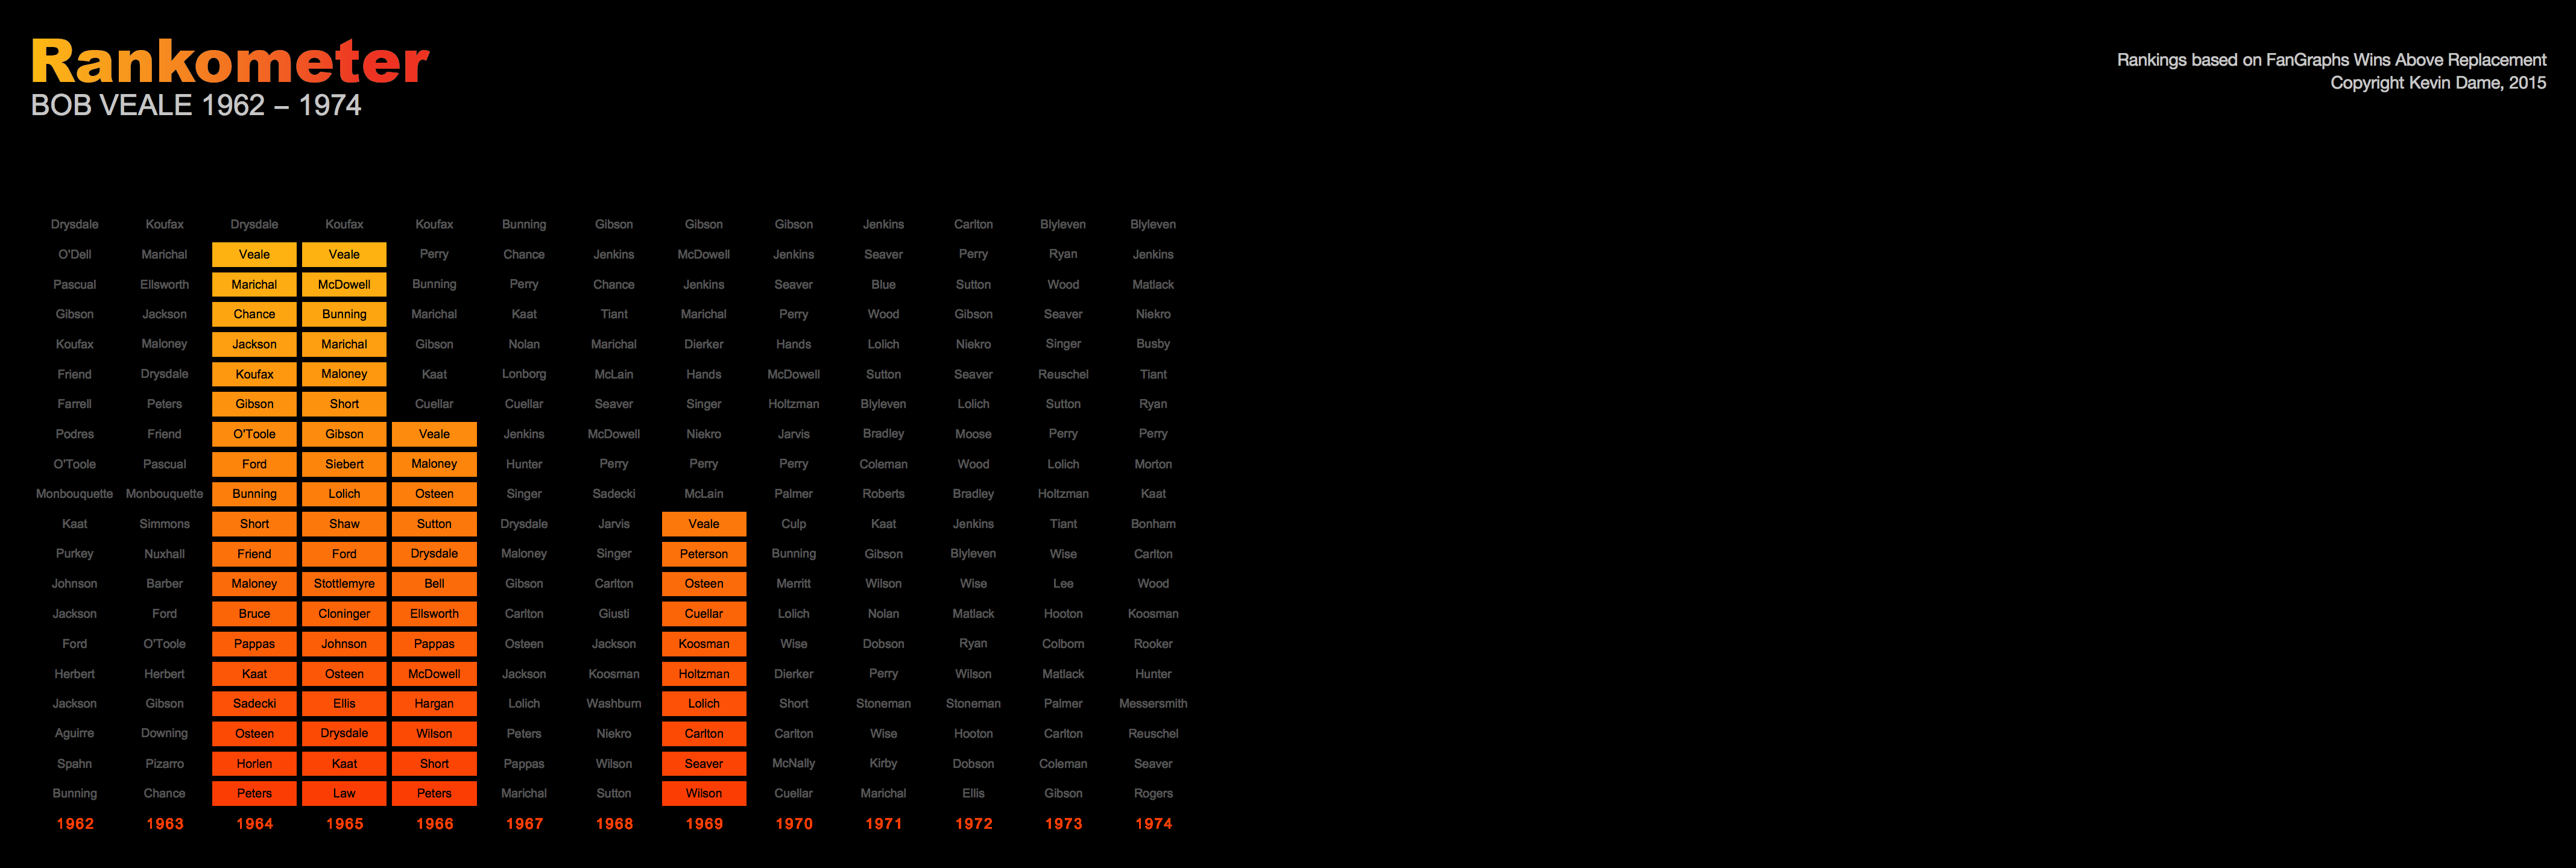 Rankometer
BOB VEALE 1962 – 1974
Rankings based on FanGraphs Wins Above Replacement
Copyright Kevin Dame, 2015
Drysdale Koufax Drysdale Koufax Koufax Bunning Gibson Gibson Gibson Jenkins Carlton Blyleven Blyleven
O'Dell Marichal Veale Veale Perry Chance Jenkins McDowell Jenkins Seaver Perry Ryan Jenkins
Pascual Ellsworth Marichal McDowell Bunning Perry Chance Jenkins Seaver Blue Sutton Wood Matlack
Gibson Jackson Chance Bunning Marichal Kaat Tiant Marichal Perry Wood Gibson Seaver Niekro
Koufax Maloney Jackson Marichal Gibson Nolan Marichal Dierker Hands Lolich Niekro Singer Busby
Friend Drysdale Koufax Maloney Kaat Lonborg McLain Hands McDowell Sutton Seaver Reuschel Tiant
Farrell Peters Gibson Short Cuellar Cuellar Seaver Singer Holtzman Blyleven Lolich Sutton Ryan
Podres Friend O'Toole Gibson Veale Jenkins McDowell Niekro Jarvis Bradley Moose Perry Perry
O'Toole Pascual Ford Siebert Maloney Hunter Perry Perry Perry Coleman Wood Lolich Morton
Monbouquette Monbouquette Bunning Lolich Osteen Singer Sadecki McLain Palmer Roberts Bradley Holtzman Kaat
Kaat Simmons Short Shaw Sutton Drysdale Jarvis Veale Culp Kaat Jenkins Tiant Bonham
Purkey Nuxhall Friend Ford Drysdale Maloney Singer Peterson Bunning Gibson Blyleven Wise Carlton
Johnson Barber Maloney Stottlemyre Bell Gibson Carlton Osteen Merritt Wilson Wise Lee Wood
Jackson Ford Bruce Cloninger Ellsworth Carlton Giusti Cuellar Lolich Nolan Matlack Hooton Koosman
Ford O'Toole Pappas Johnson Pappas Osteen Jackson Koosman Wise Dobson Ryan Colborn Rooker
Herbert Herbert Kaat Osteen McDowell Jackson Koosman Holtzman Dierker Perry Wilson Matlack Hunter
Jackson Gibson Sadecki Ellis Hargan Lolich Washburn Lolich Short Stoneman Stoneman Palmer Messersmith
Aguirre Downing Osteen Drysdale Wilson Peters Niekro Carlton Carlton Wise Hooton Carlton Reuschel
Spahn Pizarro Horlen Kaat Short Pappas Wilson Seaver McNally Kirby Dobson Coleman Seaver
Bunning Chance Peters Law Peters Marichal Sutton Wilson Cuellar Marichal Ellis Gibson Rogers
1962 1963 1964 1965 1966 1967 1968 1969 1970 1971 1972 1973 1974